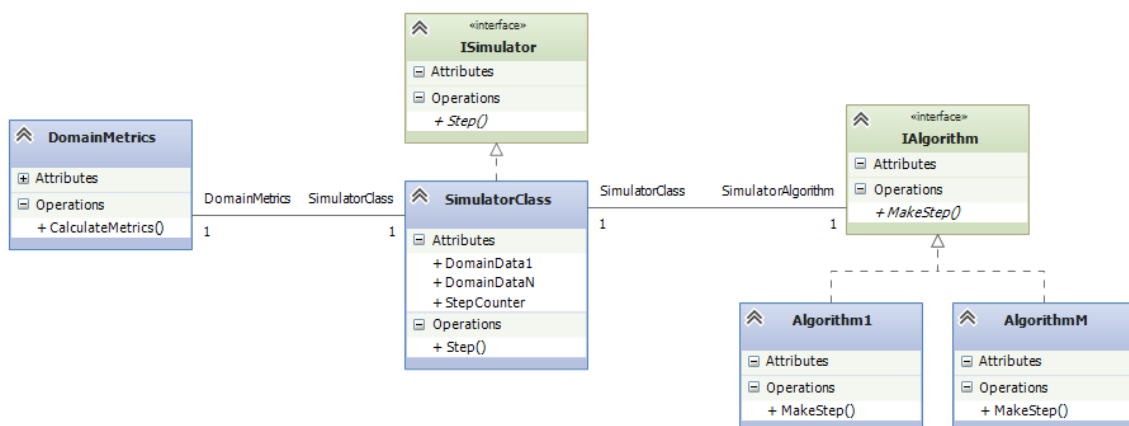 «interface»
ISimulator
Attributes
Operations
+ Step()
DomainMetrics
Attributes
Operations
+ CalculateMetrics()
DomainMetrics
SimulatorClass
1
1
SimulatorClass
Attributes
+ DomainData1
+ DomainDataN
+ StepCounter
Operations
+ Step()
SimulatorClass
SimulatorAlgorithm
1
1
«interface»
IAlgorithm
Attributes
Operations
+ MakeStep()
Algorithm1
Attributes
Operations
+ MakeStep()
AlgorithmM
Attributes
Operations
+ MakeStep()